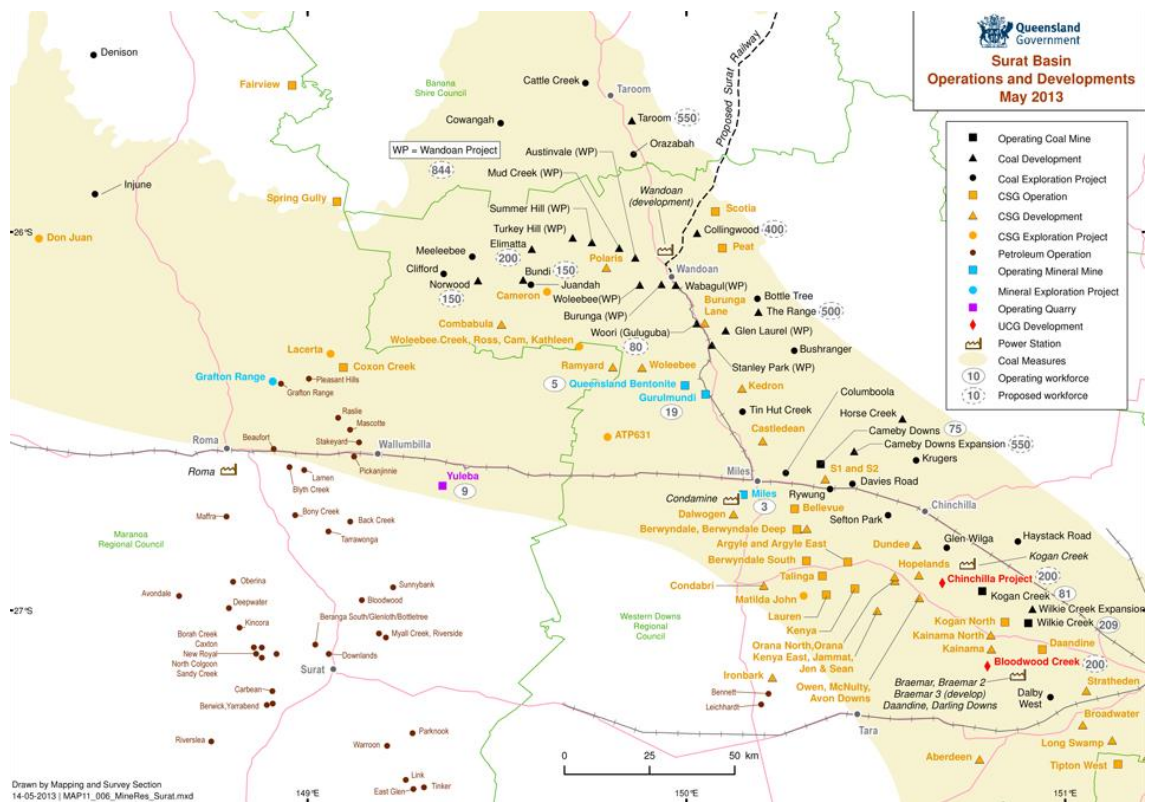 Queensland
Government
Surat Basin
Operations and Developments
May 2013
Operating Coal Mine
Coal Development
Coal Exploration Project
CSG Operation
CSG Development
CSG Exploration Project
Petroleum Operation
Operating Mineral Mine
Mineral Exploration Project
Operating Quarry
UCG Development
Power Station
Coal Measures
10 Operating workforce
10 Proposed workforce
Denison
Fairview
Banana
Shire Council
Cattle Creek
Taroom
Proposed Surat Railway
Cowangah
Taroom 550
WP = Wandoan Project
Austinvale (WP)
Orazabah
844
Mud Creek (WP)
Injune
Wandoan
(development)
Spring Gully
Summer Hill (WP)
Scotia
26°S
Don Juan
Turkey Hill (WP)
Collingwood 400
Elimatta
200
Meeleebee
Polaris
Peat
Clifford
Bundi 150
Wandoan
Norwood
150
Juandah
Cameron
Woleebee(WP)
Wabagul(WP)
Bottle Tree
Burunga (WP)
Burunga
Lane
The Range 500
Combabula
Woori (Guluguba)
Glen Laurel (WP)
Woleebee Creek, Ross, Cam, Kathleen
80
Bushranger
Lacerta
Stanley Park (WP)
Coxon Creek
Ramyard
Woleebee
Grafton Range
Pleasant Hills
Grafton Range
5
Queensland Bentonite
Kedron
Columboola
Gurulmundi
19
Tin Hut Creek
Horse Creek
Raslie
Mascotte
Stakeyard
Cameby Downs 75
Castledean
Cameby Downs Expansion 550
ATP631
Roma
Beaufort
Wallumbilla
Krugers
Pickanjinnie
S1 and S2
Roma
Lamen
Miles
Davies Road
Blyth Creek
Yuleba
9
Rywung
Chinchilla
Condamine
Miles
3
Bellevue
Sefton Park
Dalwogen
Maffra
Bony Creek
Back Creek
Tarrawonga
Berwyndale, Berwyndale Deep
Maranoa
Regional Council
Argyle and Argyle East
Dundee
Glen Wilga
Haystack Road
Berwyndale South
Kogan Creek
Hopelands
Oberina
Sunnybank
Condabri
Talinga
Chinchilla Project 200
Avondale
Deepwater
Bloodwood
Matilda John
Kogan Creek 81
27°S
Beranga South/Glenloth/Bottletree
Western Downs
Regional
Council
Lauren
Wilkie Creek Expansion
Kincora
Kogan North
Wilkie Creek 209
Borah Creek
Caxton
New Royal
North Colgoon
Sandy Creek
Myall Creek, Riverside
Kenya
Kainama North
Downlands
Orana North,Orana
Kenya East, Jammat,
Jen & Sean
Kainama
Daandine
Surat
Bloodwood Creek 200
Ironbark
Owen, McNulty,
Avon Downs
Braemar, Braemar 2
Braemar 3 (develop)
Daandine, Darling Downs
Stratheden
Carbean
Bennett
Dalby
West
Berwick,Yarrabend
Leichhardt
Broadwater
Tara
Riverslea
Parknook
Warroon
Long Swamp
0 25 50 km
Aberdeen
Tipton West
Link
Tinker
East Glen
Drawn by Mapping and Survey Section
14-05-2013 | MAP11_006_MineRes_Surat.mxd
149°E
150°E
151°E